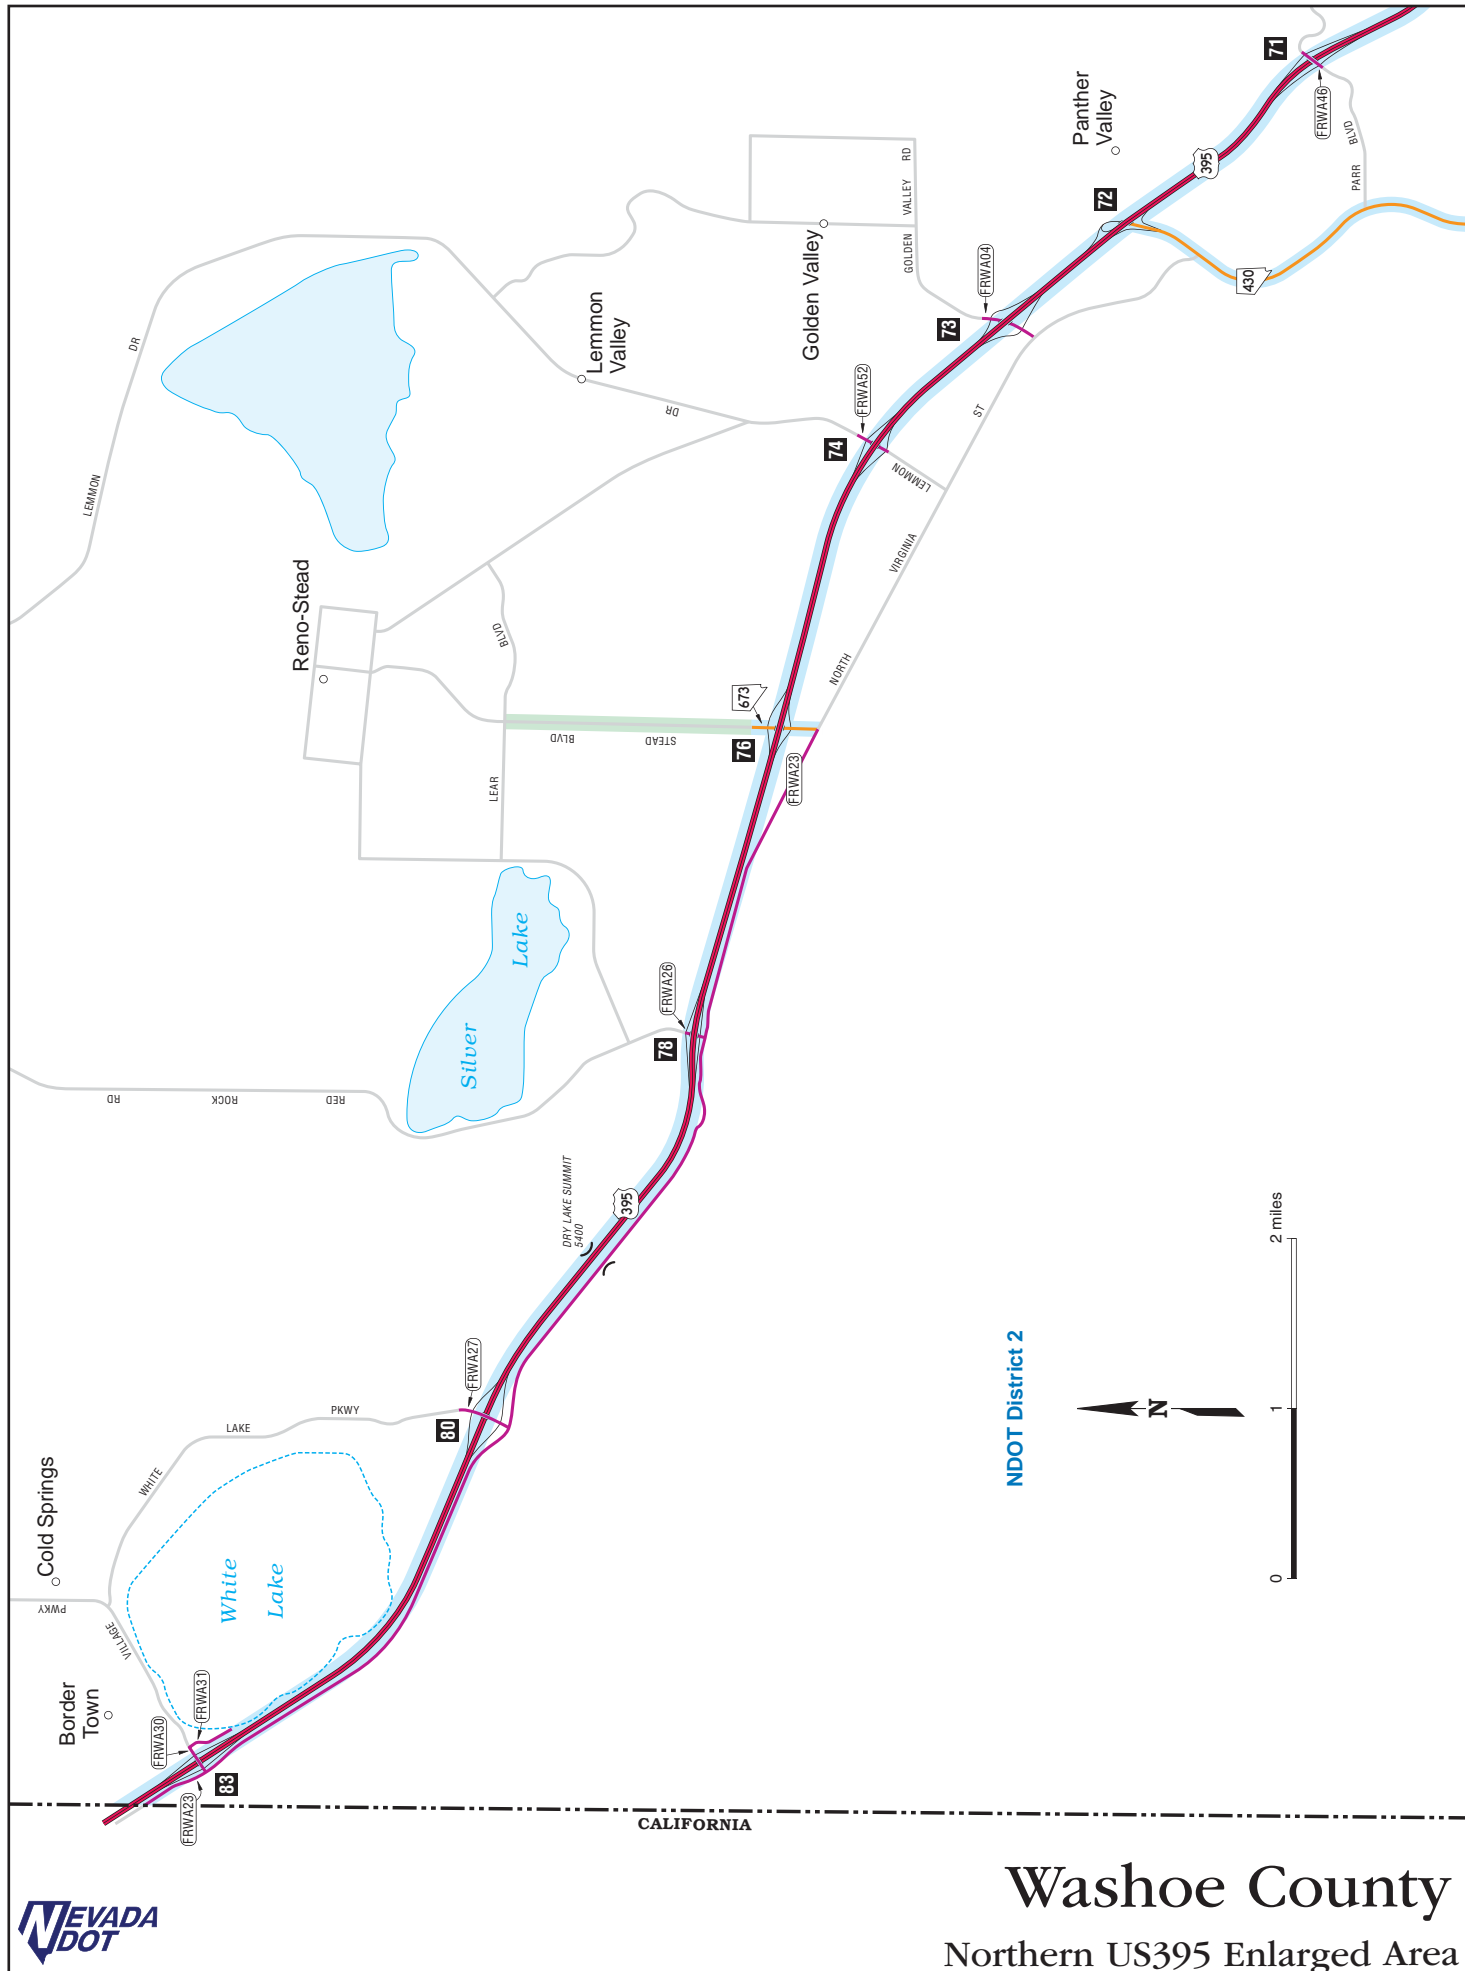 71
FRWA46
PARR
BLVD
Panther
Valley
395
72
430
GOLDEN
VALLEY
RD
Golden Valley
FRWA04
73
Lemmon
Valley
DR
FRWA52
74
LEMMON
ST
VIRGINIA
NORTH
LEMMON
DR
Reno-Stead
BLVD
LEAR
STEAD
BLVD
673
76
FRWA23
Silver
Lake
FRWA26
78
RED
ROCK
RD
DRY LAKE SUMMIT
5400
395
FRWA27
80
WHITE
LAKE
PKWY
Cold Springs
PWKY
VILLAGE
White
Lake
Border
Town
FRWA30
FRWA31
FRWA23
83
CALIFORNIA
NDOT District 2
N
0
1
2 miles
NEVADA
DOT
Washoe County
Northern US395 Enlarged Area